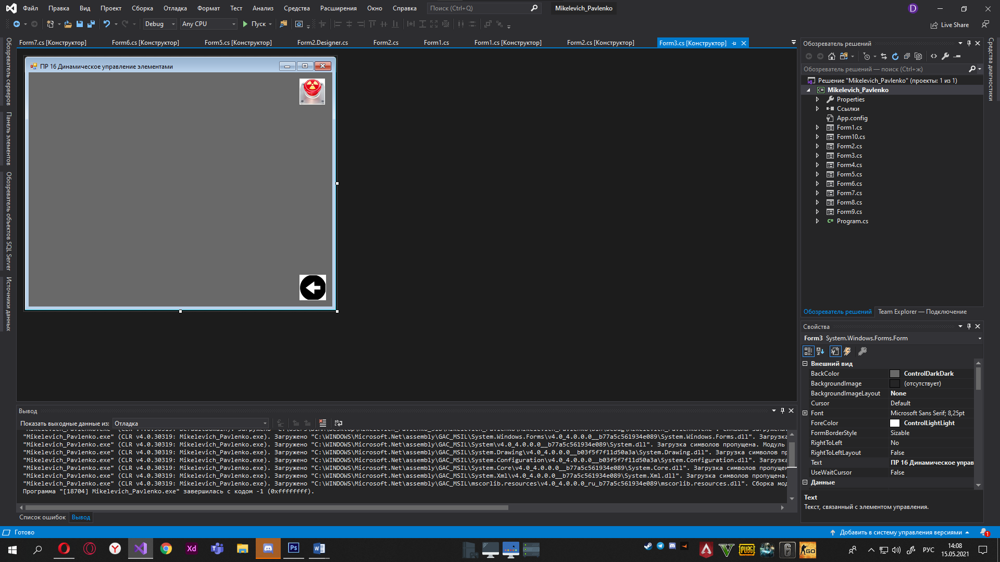 Файл Правка Вид Проект Сборка Отладка Формат Тест Анализ Средства Расширения Окно Справка Поиск (Ctrl+Q) Mikelevich_Pavlenko D
Debug Any CPU Пуск Live Share
Form7.cs [Конструктор] Form6.cs [Конструктор] Form5.cs [Конструктор] Form2.Designer.cs Form2.cs Form1.cs Form1.cs [Конструктор] Form2.cs [Конструктор] Form3.cs [Конструктор]
Обозреватель серверов
Панель элементов
Обозреватель объектов SQL Server
Источники данных
ПР 16 Динамическое управление элементами
Обозреватель решений
Обозреватель решений — поиск (Ctrl+ж)
Решение "Mikelevich_Pavlenko" (проекты: 1 из 1)
Mikelevich_Pavlenko
Properties
Ссылки
App.config
Form1.cs
Form10.cs
Form2.cs
Form3.cs
Form4.cs
Form5.cs
Form6.cs
Form7.cs
Form8.cs
Form9.cs
Program.cs
Обозреватель решений Team Explorer — Подключение
Средства диагностики
Свойства
Form3 System.Windows.Forms.Form
Внешний вид
BackColor ControlDarkDark
BackgroundImage (отсутствует)
BackgroundImageLayout None
Cursor Default
Font Microsoft Sans Serif; 8,25pt
ForeColor ControlLightLight
FormBorderStyle Sizable
RightToLeft No
RightToLeftLayout False
Text ПР 16 Динамическое управ
UseWaitCursor False
Данные
Text
Текст, связанный с элементом управления.
Вывод
Показать выходные данные из: Отладка
"Mikelevich_Pavlenko.exe" (CLR v4.0.30319: Mikelevich_Pavlenko.exe). Загружено "C:\WINDOWS\Microsoft.Net\assembly\GAC_MSIL\System.Windows.Forms\v4.0_4.0.0.0__b77a5c561934e089\System.Windows.Forms.dll". Загрузка
"Mikelevich_Pavlenko.exe" (CLR v4.0.30319: Mikelevich_Pavlenko.exe). Загружено "C:\WINDOWS\Microsoft.Net\assembly\GAC_MSIL\System\v4.0_4.0.0.0__b77a5c561934e089\System.dll". Загрузка символов пропущена. Модуль
"Mikelevich_Pavlenko.exe" (CLR v4.0.30319: Mikelevich_Pavlenko.exe). Загружено "C:\WINDOWS\Microsoft.Net\assembly\GAC_MSIL\System.Drawing\v4.0_4.0.0.0__b03f5f7f11d50a3a\System.Drawing.dll". Загрузка символов пр
"Mikelevich_Pavlenko.exe" (CLR v4.0.30319: Mikelevich_Pavlenko.exe). Загружено "C:\WINDOWS\Microsoft.Net\assembly\GAC_MSIL\System.Configuration\v4.0_4.0.0.0__b03f5f7f11d50a3a\System.Configuration.dll". Загрузка
"Mikelevich_Pavlenko.exe" (CLR v4.0.30319: Mikelevich_Pavlenko.exe). Загружено "C:\WINDOWS\Microsoft.Net\assembly\GAC_MSIL\System.Core\v4.0_4.0.0.0__b77a5c561934e089\System.Core.dll". Загрузка символов пропущен
"Mikelevich_Pavlenko.exe" (CLR v4.0.30319: Mikelevich_Pavlenko.exe). Загружено "C:\WINDOWS\Microsoft.Net\assembly\GAC_MSIL\System.Xml\v4.0_4.0.0.0__b77a5c561934e089\System.Xml.dll". Загрузка символов пропущена.
"Mikelevich_Pavlenko.exe" (CLR v4.0.30319: Mikelevich_Pavlenko.exe). Загружено "C:\WINDOWS\Microsoft.Net\assembly\GAC_MSIL\mscorlib.resources\v4.0_4.0.0.0_ru_b77a5c561934e089\mscorlib.resources.dll". Сборка мод
Программа "[18704] Mikelevich_Pavlenko.exe" завершилась с кодом -1 (0xffffffff).
Список ошибок Вывод
Готово Добавить в систему управления версиями 1
Xd Ps PUBG GO РУС 14:08
15.05.2021